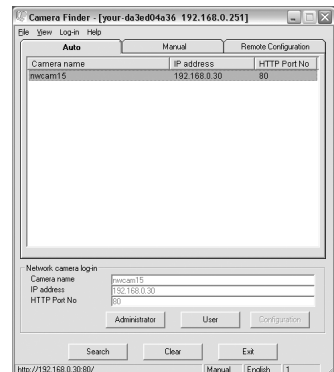 Camera Finder - [your-da3ed04a36 192.168.0.251]
File View Log-in Help
Auto Manual Remote Configuration
Camera name IP address HTTP Port No
nwcam15 192.168.0.30 80
Network camera log-in
Camera name nwcam15
IP address 192.168.0.30
HTTP Port No 80
Administrator User Configuration
Search Clear Exit
http://192.168.0.30:80/ Manual English 1